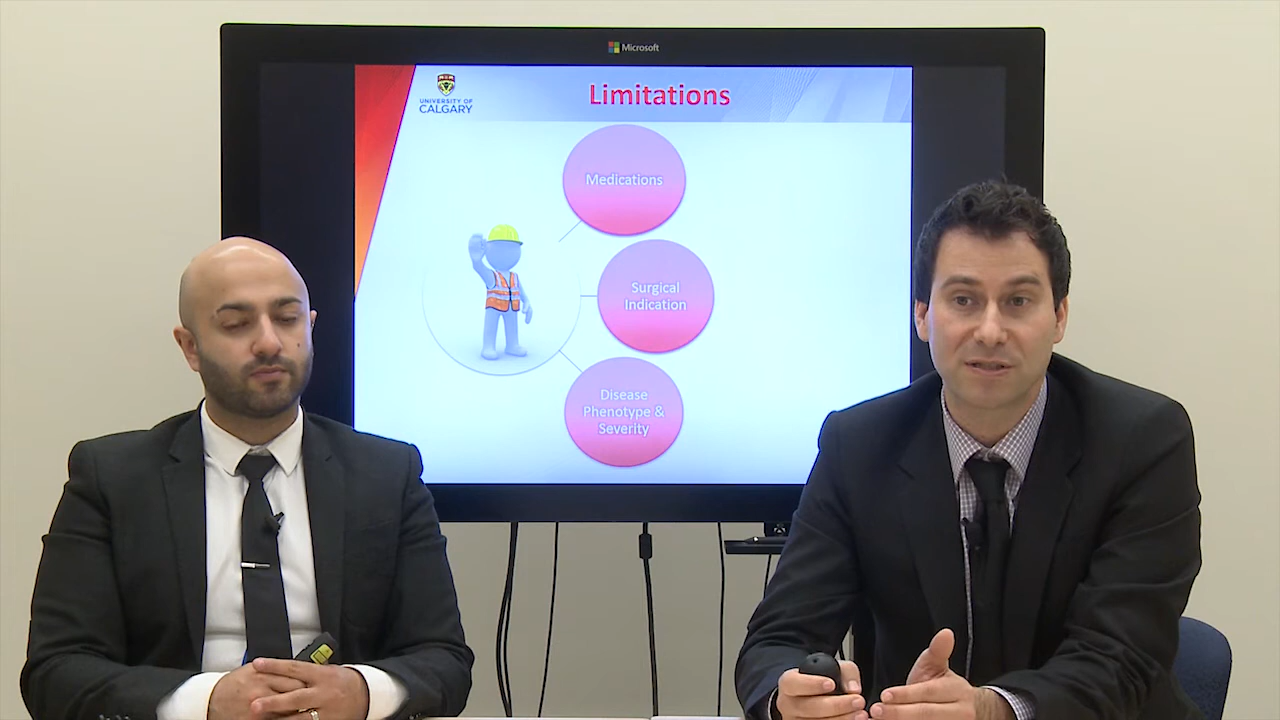 Microsoft
UNIVERSITY OF
CALGARY
Limitations
Medications
Surgical
Indication
Disease
Phenotype &
Severity